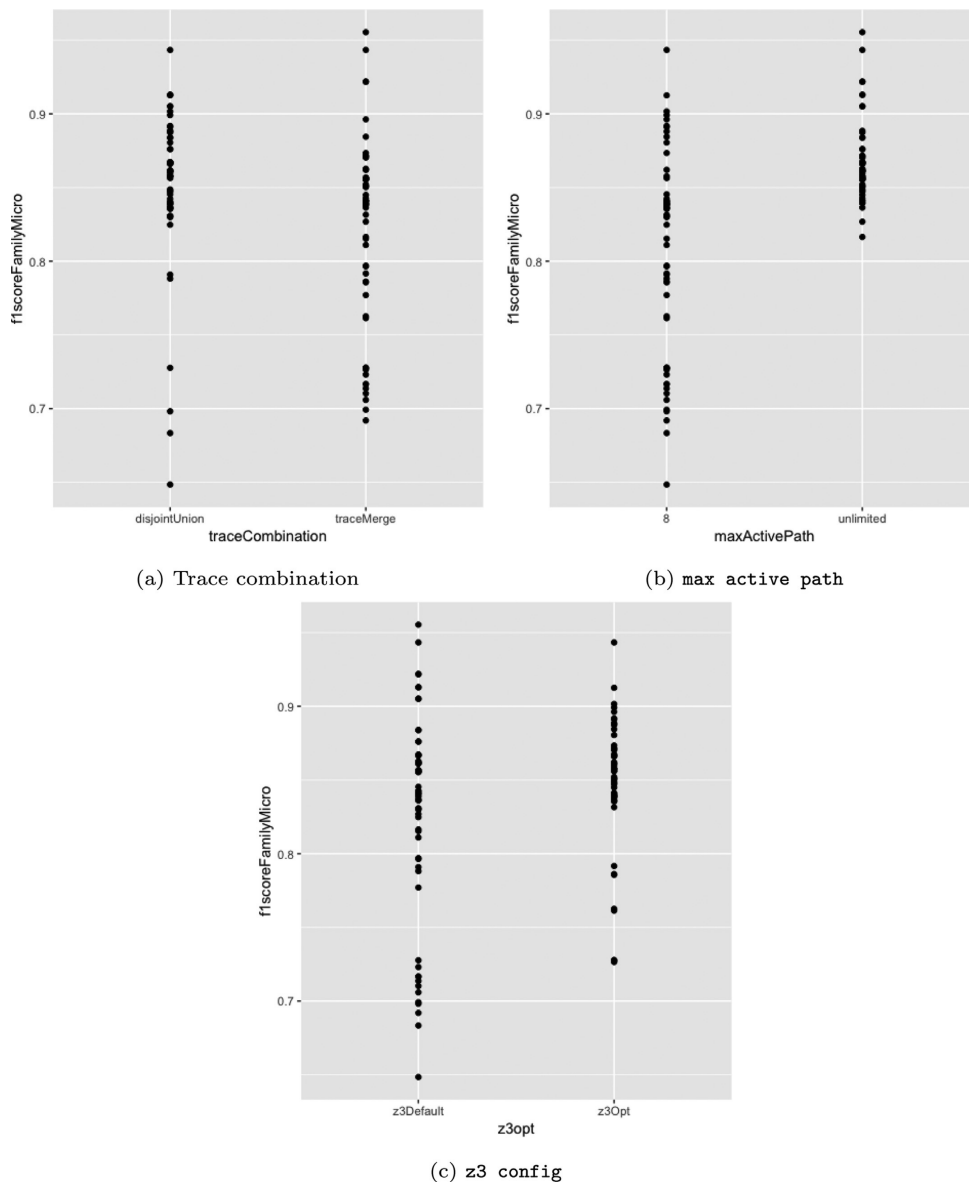 0.9
0.8
0.7
f1scoreFamilyMicro
disjointUnion traceMerge
traceCombination
(a) Trace combination
0.9
0.8
0.7
f1scoreFamilyMicro
8 unlimited
maxActivePath
(b) max active path
0.9
0.8
0.7
f1scoreFamilyMicro
z3Default z3Opt
z3opt
(c) z3 config